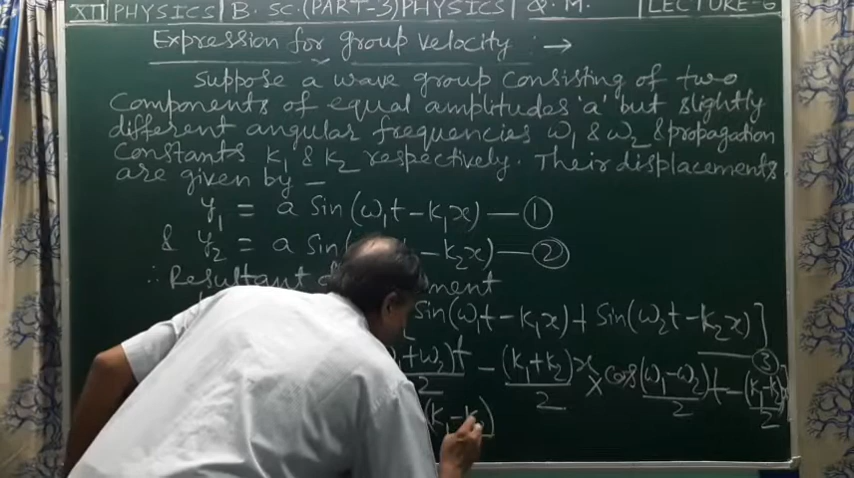 XII PHYSICS | B. SC. (PART-3) PHYSICS | Q. M. | LECTURE-6
Expression for group velocity : →
Suppose a wave group consisting of two
components of equal amplitudes 'a' but slightly
different angular frequencies ω₁ & ω₂ & propagation
constants k₁ & k₂ respectively. Their displacements
are given by –
y₁ = a Sin(ω₁t – k₁x) — ①
& y₂ = a Sin – k₂x) — ②
∴ Resultant
Sin(ω₁t – k₁x) + Sin(ω₂t – k₂x)] — ③
+ω₂)t/2 – (k₁+k₂)x/2 × cos(ω₁–ω₂)t/2 – (k₁–k₂)/2
(k₁–k